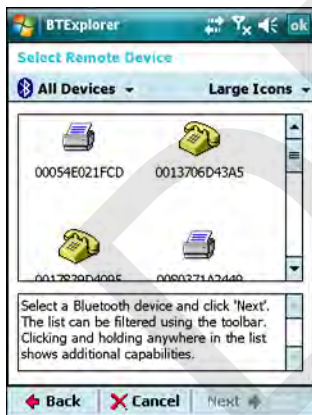 BTExplorer ok
Select Remote Device
All Devices Large Icons
00054E021FCD 0013706D43A5
0017839D4095 0080371A2449
Select a Bluetooth device and click 'Next'.
The list can be filtered using the toolbar.
Clicking and holding anywhere in the list
shows additional capabilities.
Back Cancel Next